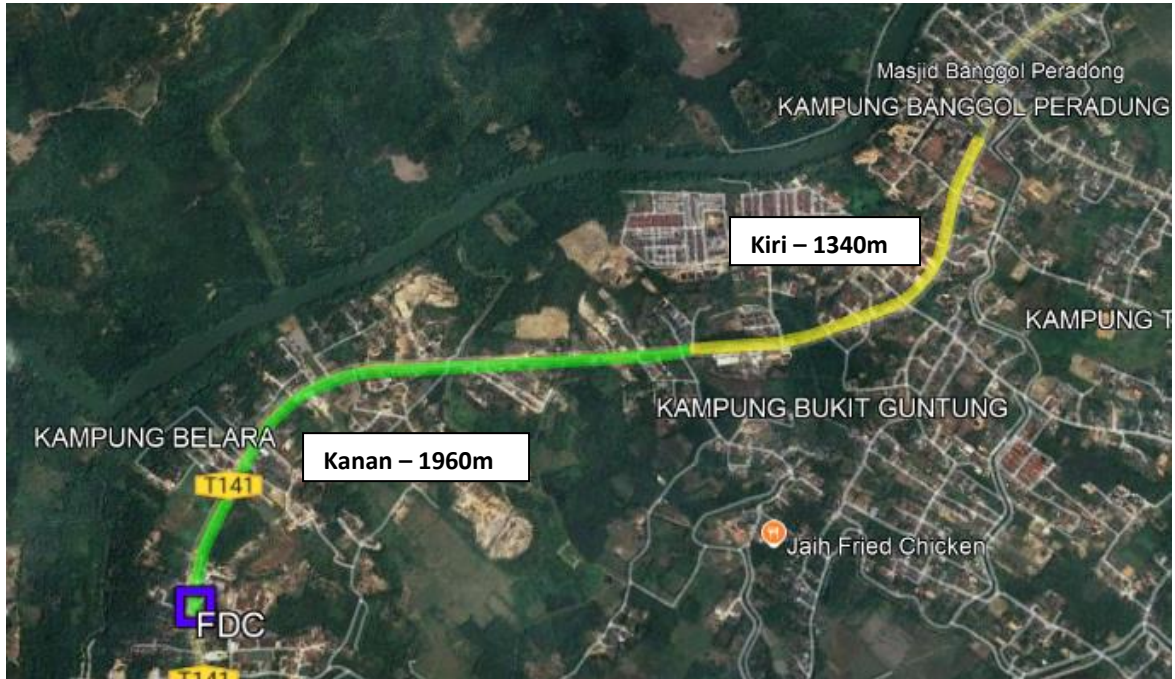 Masjid Banggol Peradong
KAMPUNG BANGGOL PERADUNG
Kiri – 1340m
KAMPUNG T
KAMPUNG BUKIT GUNTUNG
KAMPUNG BELARA
Kanan – 1960m
T141
Jaih Fried Chicken
FDC
T141